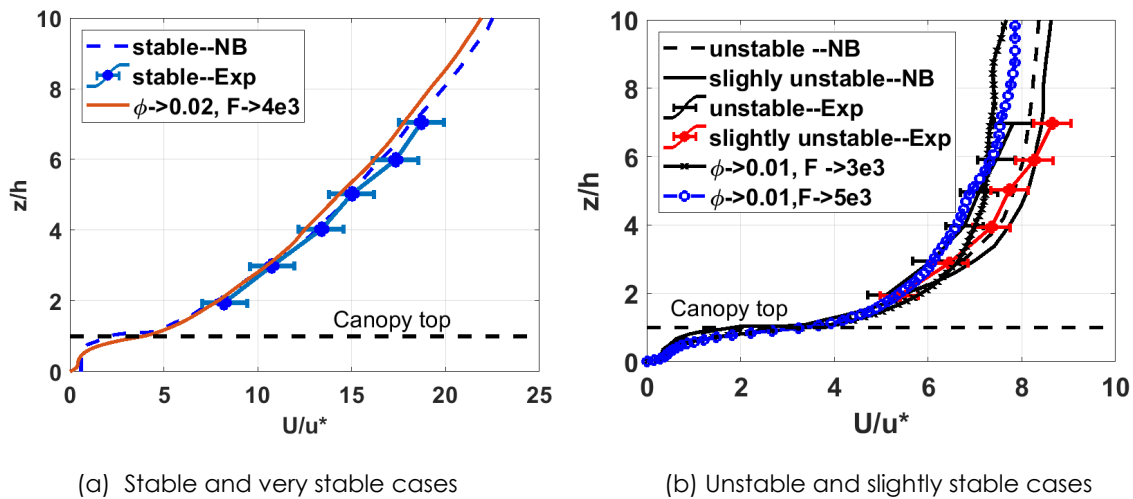 stable--NB
stable--Exp
ϕ->0.02, F->4e3
Canopy top
z/h
10
8
6
4
2
0
0
5
10
15
20
25
U/u*
(a) Stable and very stable cases
unstable --NB
slighly unstable--NB
unstable--Exp
slightly unstable--Exp
ϕ->0.01, F ->3e3
ϕ->0.01,F->5e3
Canopy top
z/h
10
8
6
4
2
0
0
2
4
6
8
10
U/u*
(b) Unstable and slightly stable cases